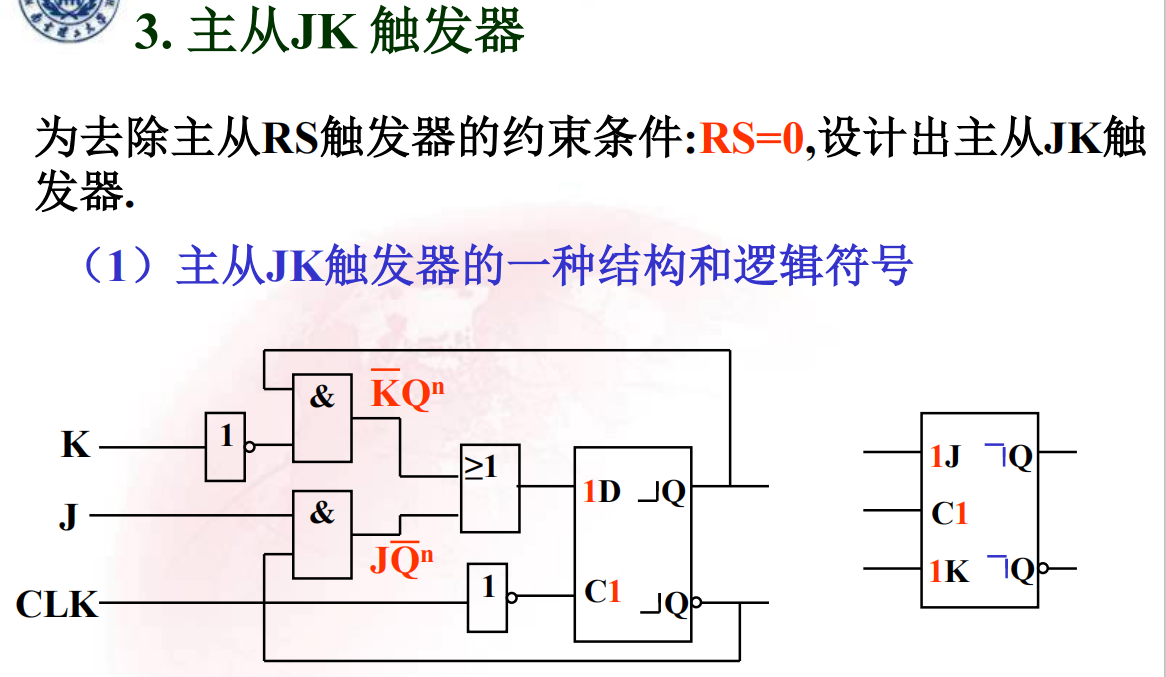 3. 主从JK 触发器
为去除主从RS触发器的约束条件:RS=0,设计出主从JK触
发器.
（1）主从JK触发器的一种结构和逻辑符号
&
K̅Qⁿ
K
1
≥1
1D ┘Q
1J ┐Q
J
&
C1
JQ̅ⁿ
1K ┐Q
CLK
1
C1
┘Q